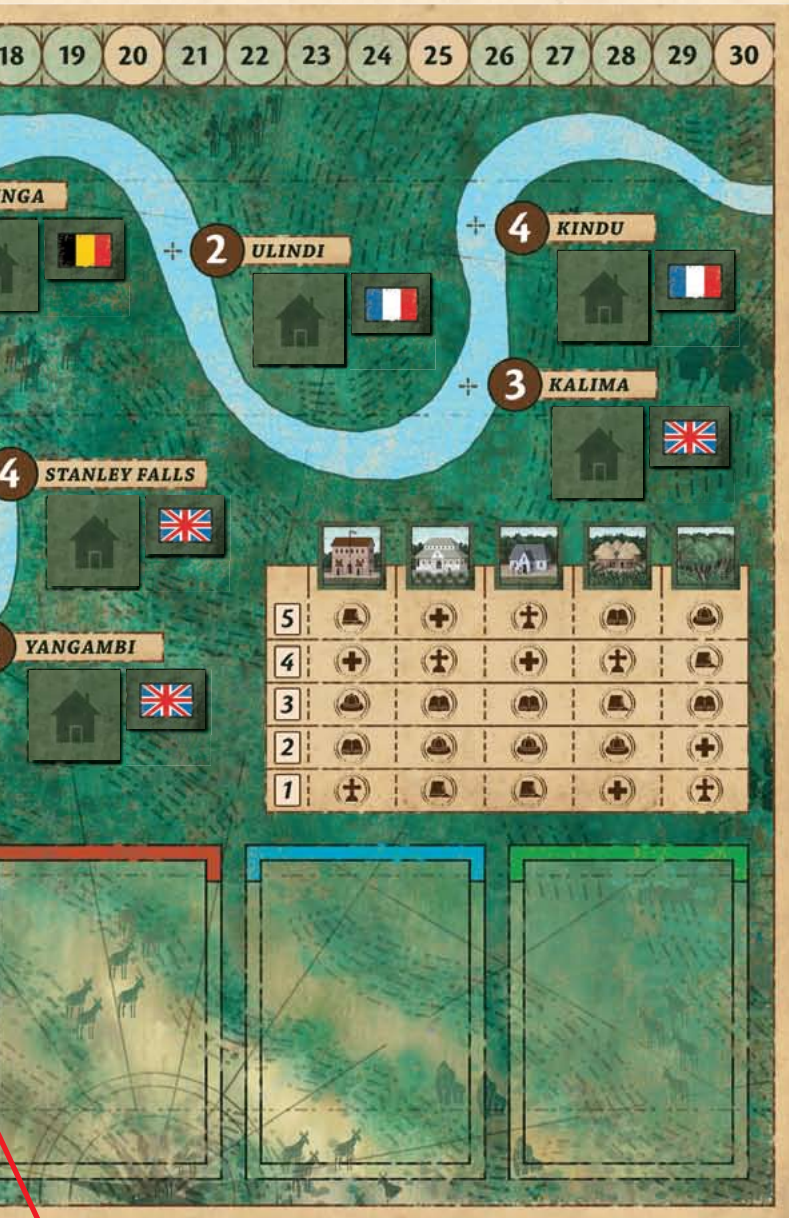 18 19 20 21 22 23 24 25 26 27 28 29 30
NGA
2 ULINDI
4 KINDU
3 KALIMA
4 STANLEY FALLS
YANGAMBI
5
4
3
2
1